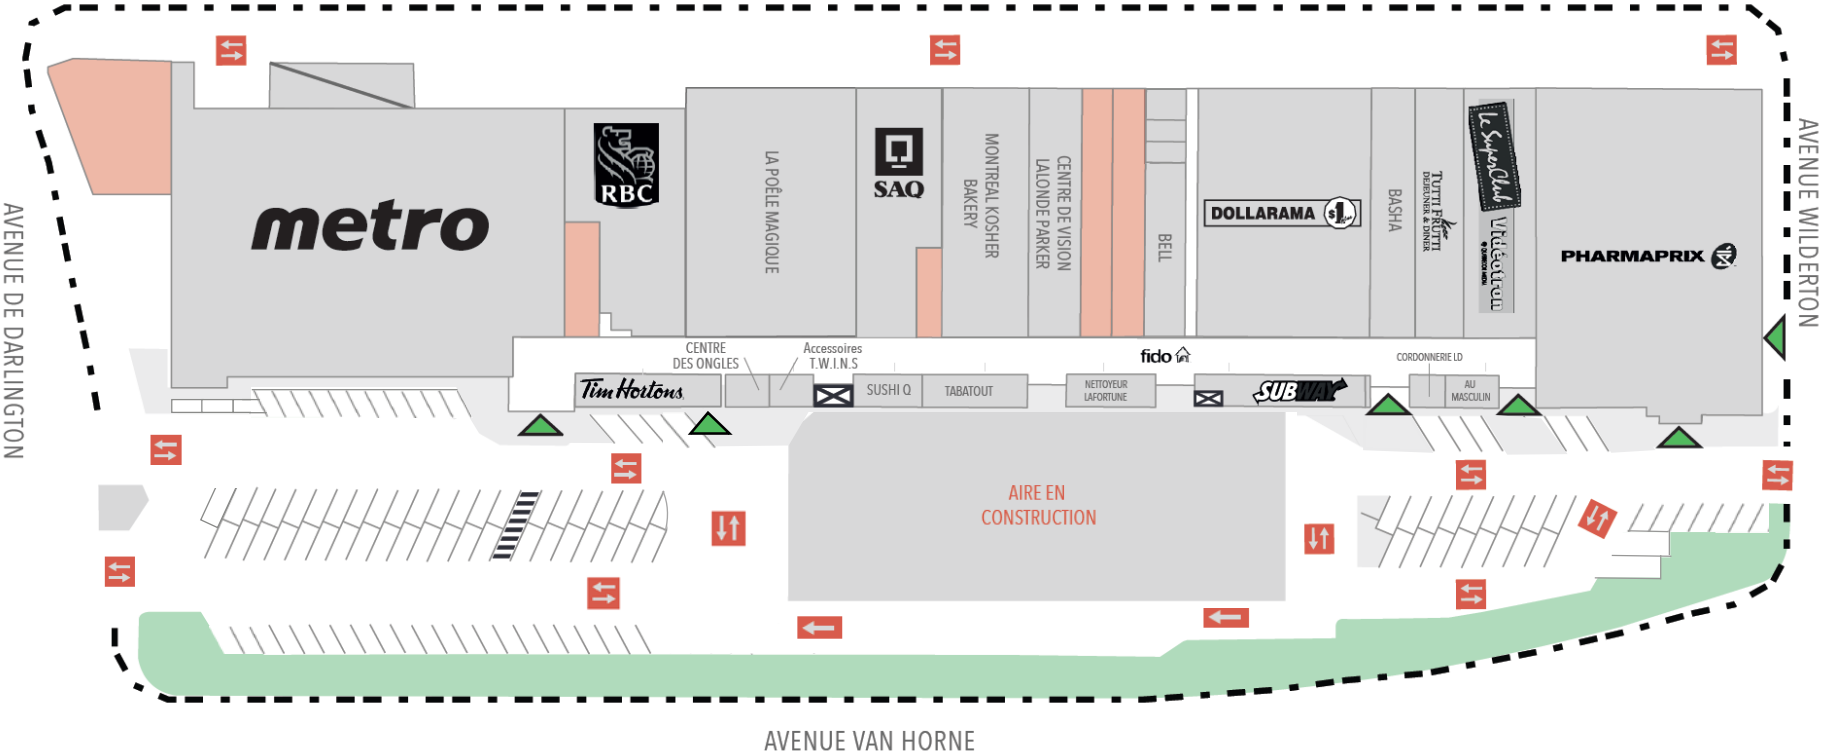 metro
RBC
LA POÊLE MAGIQUE
SAQ
MONTREAL KOSHER
BAKERY
CENTRE DE VISION
LALONDE PARKER
BELL
DOLLARAMA $1
BASHA
TUTTI FRUTTI
DEJEUNER & DINER
le SuperClub
Vidéotron
PHARMAPRIX
AVENUE WILDERTON
AVENUE DE DARLINGTON
CENTRE
DES ONGLES
Accessoires
T.W.I.N.S
fido
CORDONNERIE LD
Tim Hortons
SUSHI Q
TABATOUT
NETTOYEUR
LAFORTUNE
SUBWAY
AU
MASCULIN
AIRE EN
CONSTRUCTION
AVENUE VAN HORNE